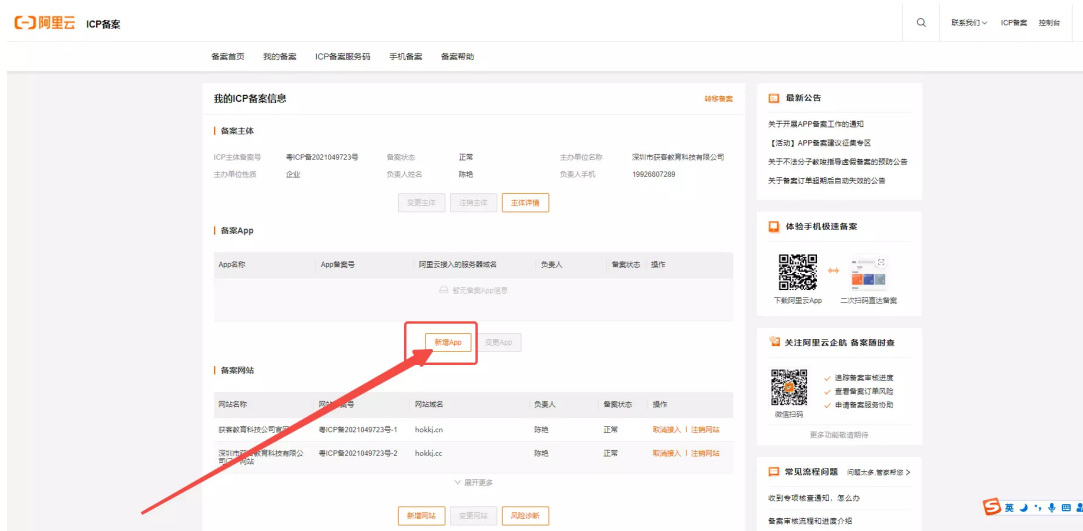 阿里云 ICP备案
联系我们 ICP备案 控制台
备案首页 我的备案 ICP备案服务码 手机备案 备案帮助
我的ICP备案信息 转移备案
备案主体
ICP主体备案号 粤ICP备2021049723号 备案状态 正常 主办单位名称 深圳市获客教育科技有限公司
主办单位性质 企业 负责人姓名 陈艳 负责人手机 19926807289
变更主体 注销主体 主体详情
备案App
App名称 App备案号 阿里云接入的服务器域名 负责人 备案状态 操作
暂无备案App信息
新增App 变更App
备案网站
网站名称 网站备案号 网站域名 负责人 备案状态 操作
获客教育科技公司官网 粤ICP备2021049723号-1 hokkj.cn 陈艳 正常 取消接入 注销网站
深圳市获客教育科技有限公 粤ICP备2021049723号-2 hokkj.cc 陈艳 正常 取消接入 注销网站
司门户网站
展开更多
新增网站 变更网站 风险诊断
最新公告
关于开展APP备案工作的通知
【活动】APP备案建议征集专区
关于不法分子教唆指导虚假备案的预防公告
关于备案订单超期后自动失效的公告
体验手机极速备案
下载阿里云App 二次扫码直达备案
关注阿里云企航 备案随时查
追踪备案审核进度
查看备案订单风险
申请备案服务协助
微信扫码
更多功能敬请期待
常见流程问题 问题太多,管家帮您
收到专项核查通知，怎么办
备案审核流程和进度介绍
英